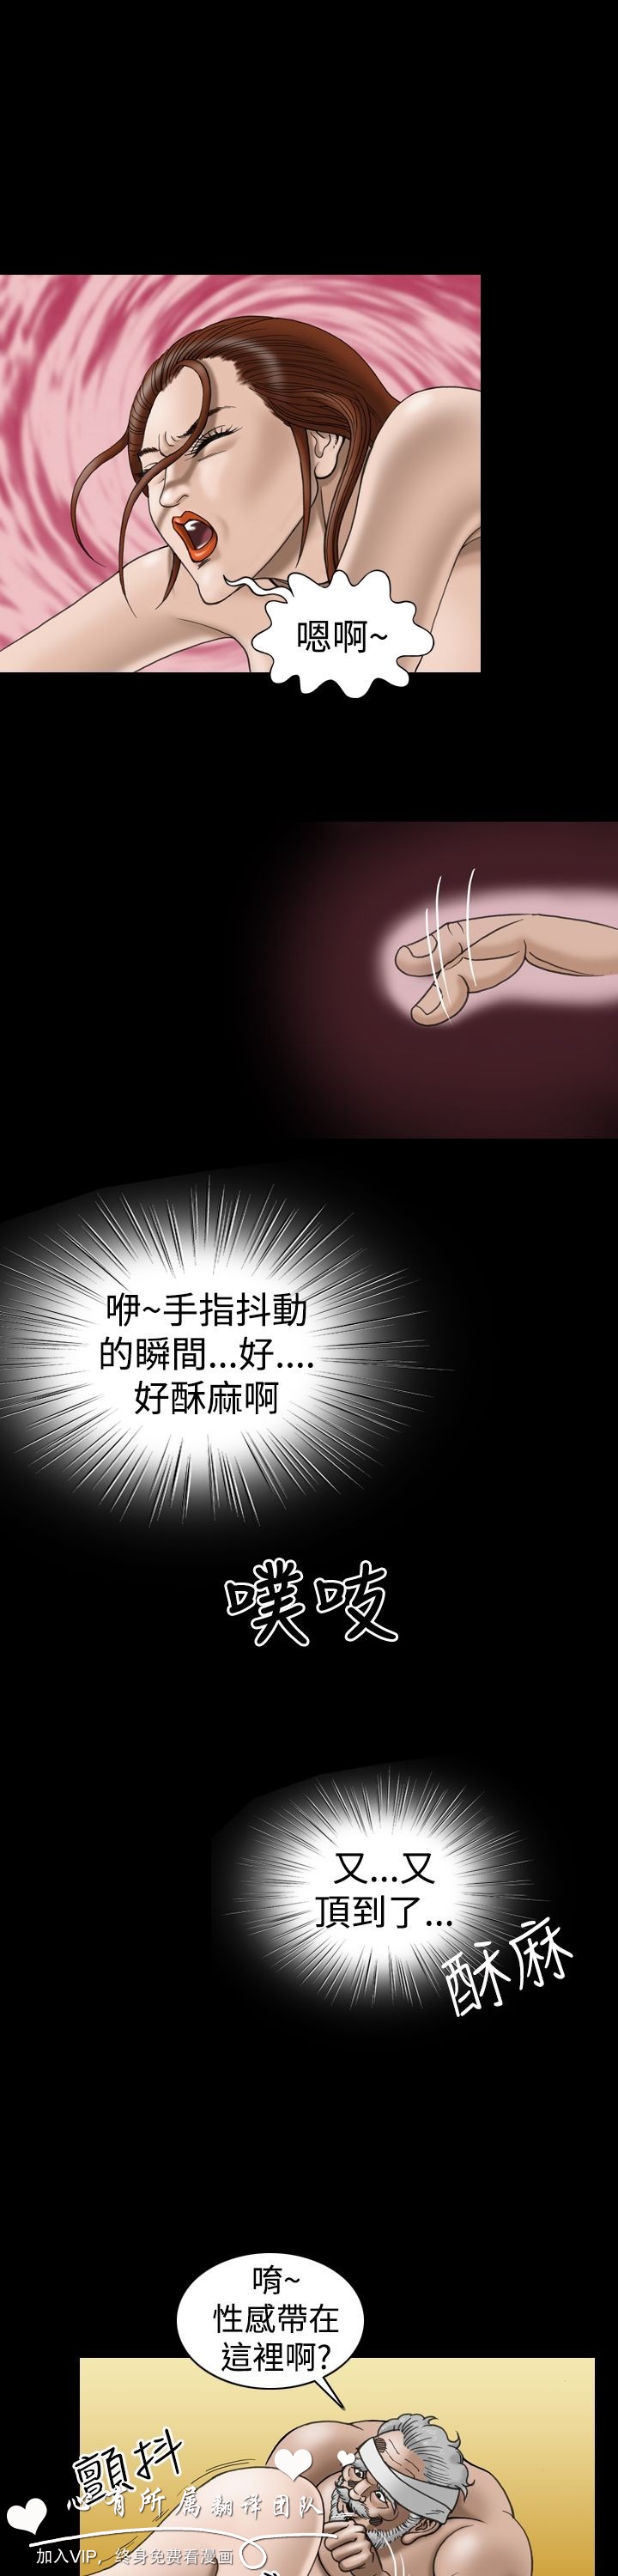 嗯啊~
咿~手指抖動
的瞬間...好....
好酥麻啊
噗吱
又...又
頂到了...
酥麻
唷~
性感帶在
這裡啊?
顫抖
心有所属翻译团队
加入VIP，终身免费看漫画